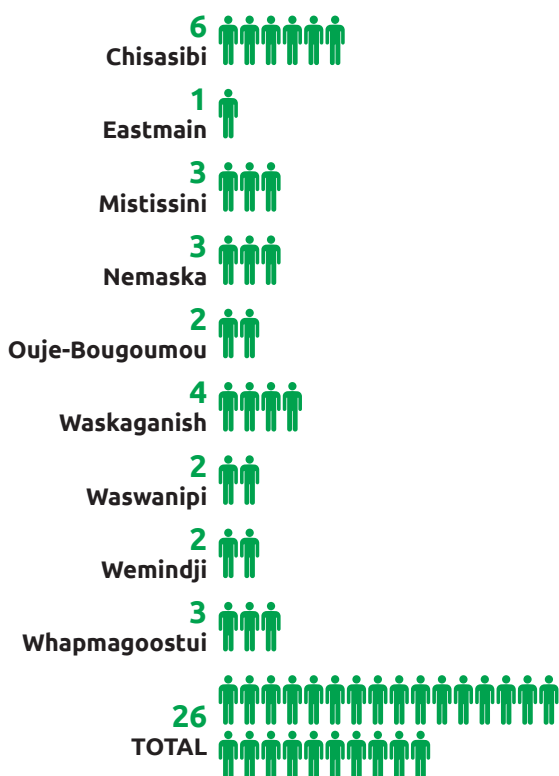 6
Chisasibi
1
Eastmain
3
Mistissini
3
Nemaska
2
Ouje-Bougoumou
4
Waskaganish
2
Waswanipi
2
Wemindji
3
Whapmagoostui
26
TOTAL